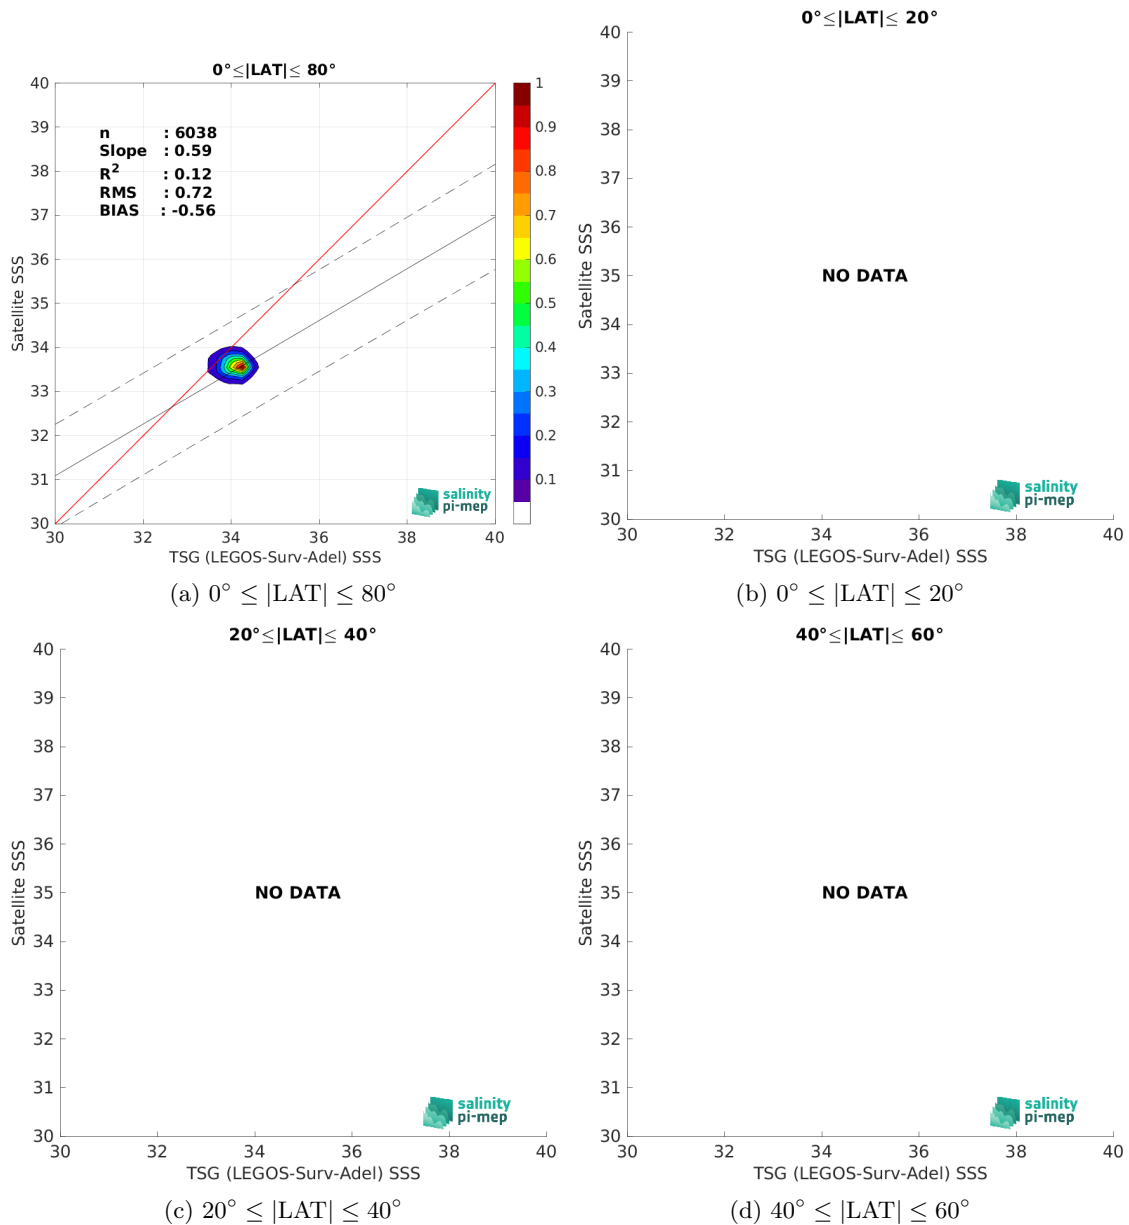 0°≤|LAT|≤ 80°
40
39
38
37
36
35
34
33
32
31
30
Satellite SSS
n : 6038
Slope : 0.59
R2 : 0.12
RMS : 0.72
BIAS : -0.56
salinity
pi-mep
30 32 34 36 38 40
TSG (LEGOS-Surv-Adel) SSS
1
0.9
0.8
0.7
0.6
0.5
0.4
0.3
0.2
0.1
(a) 0° ≤ |LAT| ≤ 80°
0°≤|LAT|≤ 20°
40
39
38
37
36
35
34
33
32
31
30
Satellite SSS
NO DATA
salinity
pi-mep
30 32 34 36 38 40
TSG (LEGOS-Surv-Adel) SSS
(b) 0° ≤ |LAT| ≤ 20°
20°≤|LAT|≤ 40°
40
39
38
37
36
35
34
33
32
31
30
Satellite SSS
NO DATA
salinity
pi-mep
30 32 34 36 38 40
TSG (LEGOS-Surv-Adel) SSS
(c) 20° ≤ |LAT| ≤ 40°
40°≤|LAT|≤ 60°
40
39
38
37
36
35
34
33
32
31
30
Satellite SSS
NO DATA
salinity
pi-mep
30 32 34 36 38 40
TSG (LEGOS-Surv-Adel) SSS
(d) 40° ≤ |LAT| ≤ 60°